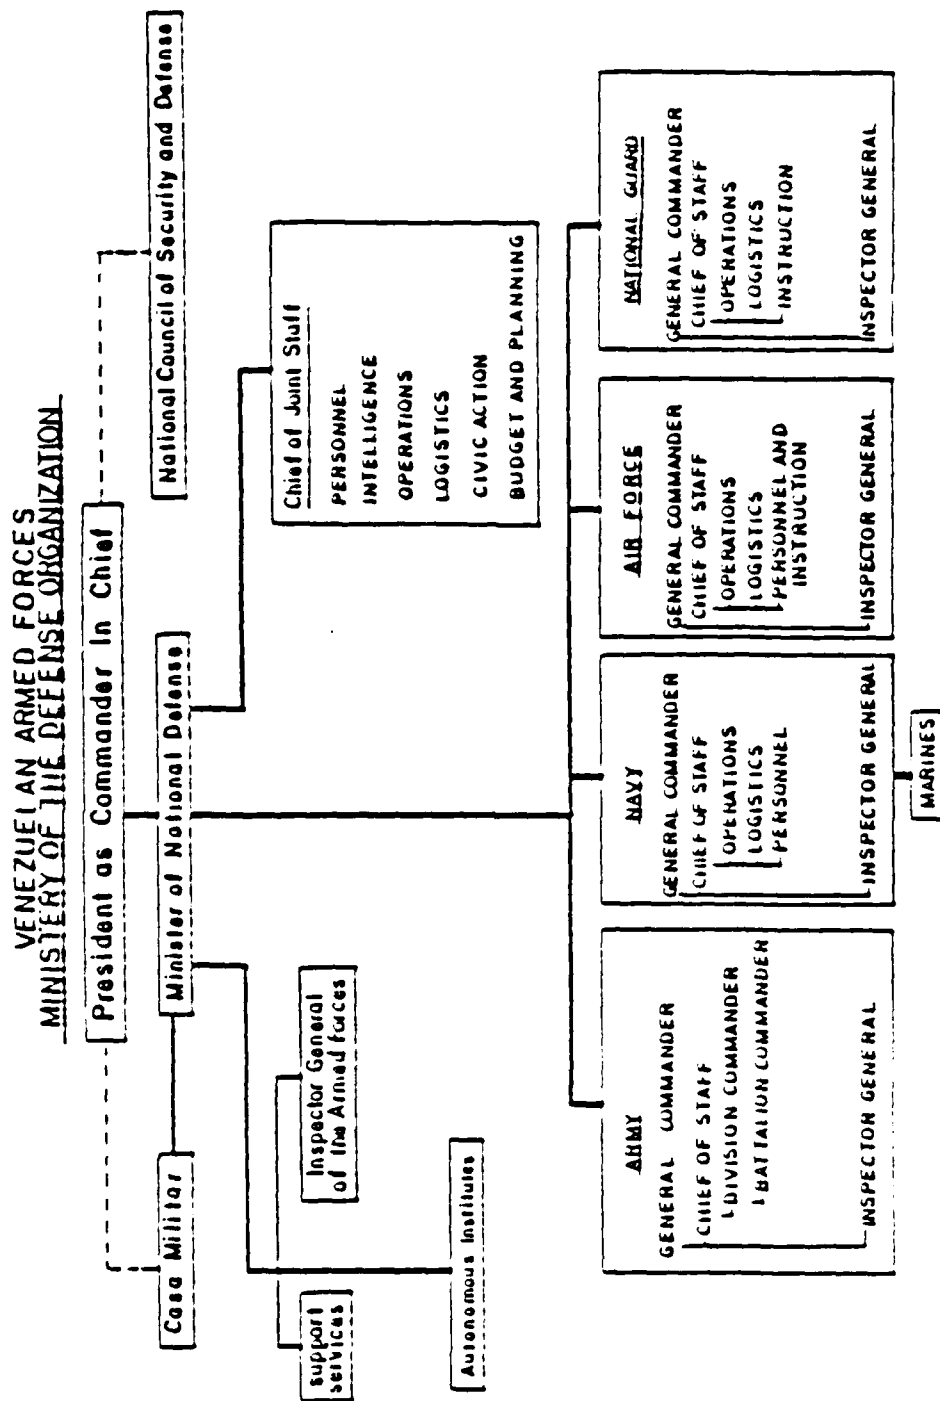 VENEZUELAN ARMED FORCES
MINISTERY OF THE DEFENSE ORGANIZATION
President as Commander In Chief
National Council of Security and Defense
Casa Militar
Minister of National Defense
support
services
Inspector General
of the Armed Forces
Autonomous Institutes
Chief of Joint Staff
PERSONNEL
INTELLIGENCE
OPERATIONS
LOGISTICS
CIVIC ACTION
BUDGET AND PLANNING
ARMY
GENERAL COMMANDER
CHIEF OF STAFF
DIVISION COMMANDER
BATTALION COMMANDER
INSPECTOR GENERAL
NAVY
GENERAL COMMANDER
CHIEF OF STAFF
OPERATIONS
LOGISTICS
PERSONNEL
INSPECTOR GENERAL
MARINES
AIR FORCE
GENERAL COMMANDER
CHIEF OF STAFF
OPERATIONS
LOGISTICS
PERSONNEL AND
INSTRUCTION
INSPECTOR GENERAL
NATIONAL GUARD
GENERAL COMMANDER
CHIEF OF STAFF
OPERATIONS
LOGISTICS
INSTRUCTION
INSPECTOR GENERAL